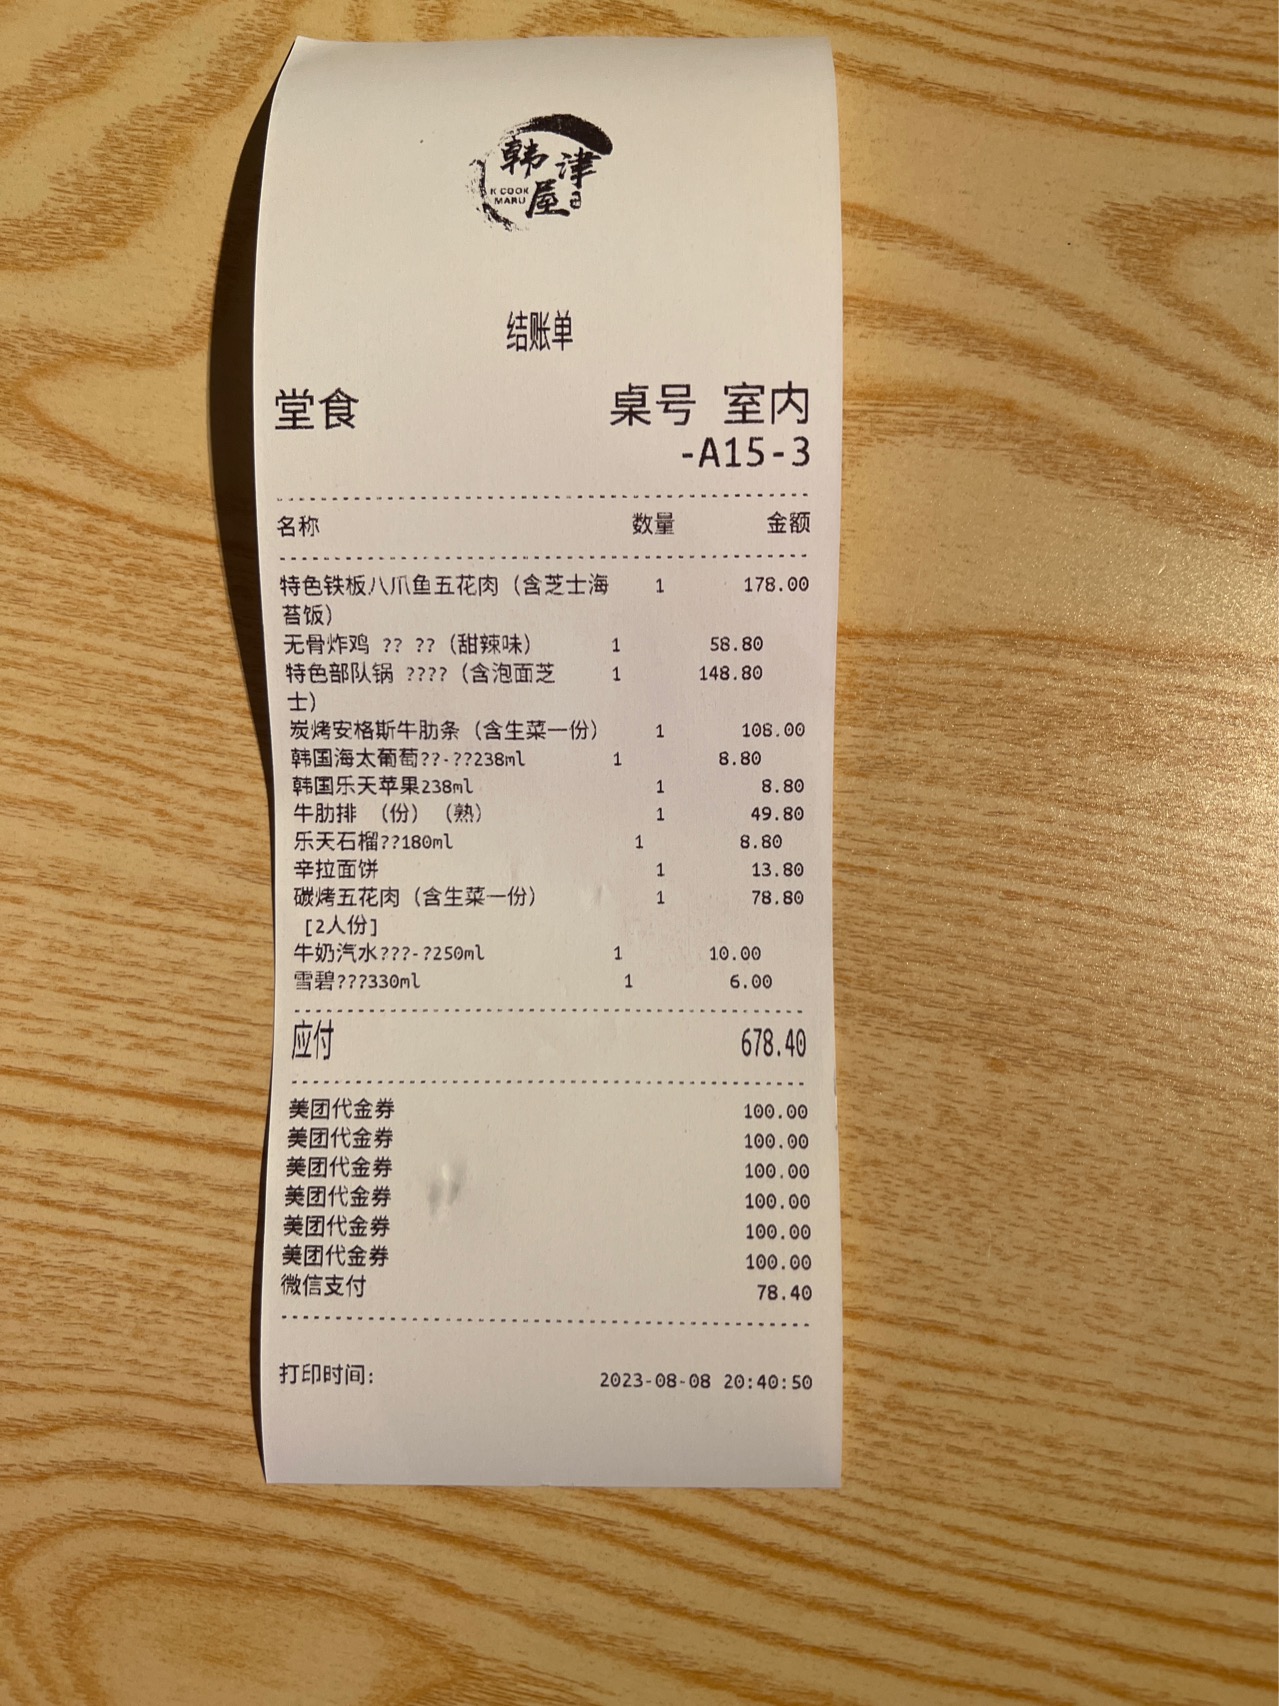 韩津屋
K COOK
MARU
结账单
堂食 桌号 室内
-A15-3
名称 数量 金额
特色铁板八爪鱼五花肉（含芝士海 1 178.00
苔饭）
无骨炸鸡 ?? ??（甜辣味） 1 58.80
特色部队锅 ????（含泡面芝 1 148.80
士）
炭烤安格斯牛肋条（含生菜一份） 1 108.00
韩国海太葡萄??-??238ml 1 8.80
韩国乐天苹果238ml 1 8.80
牛肋排 （份）（熟） 1 49.80
乐天石榴??180ml 1 8.80
辛拉面饼 1 13.80
碳烤五花肉（含生菜一份） 1 78.80
[2人份]
牛奶汽水???-?250ml 1 10.00
雪碧???330ml 1 6.00
应付 678.40
美团代金券 100.00
美团代金券 100.00
美团代金券 100.00
美团代金券 100.00
美团代金券 100.00
美团代金券 100.00
微信支付 78.40
打印时间: 2023-08-08 20:40:50